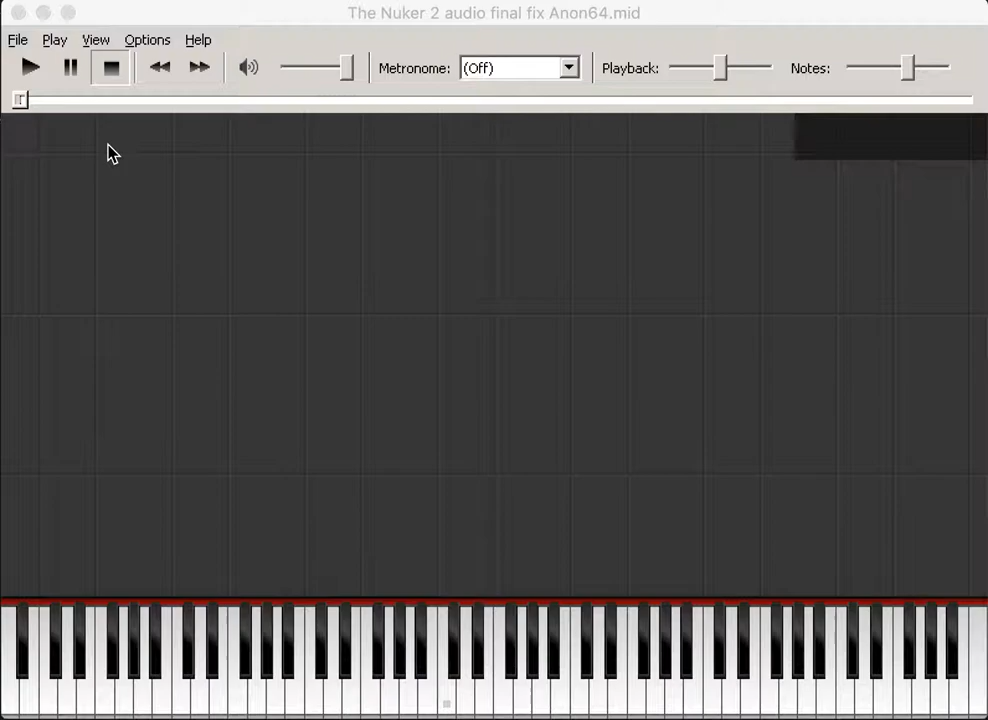 The Nuker 2 audio final fix Anon64.mid
File Play View Options Help
Metronome: (Off) Playback: Notes: